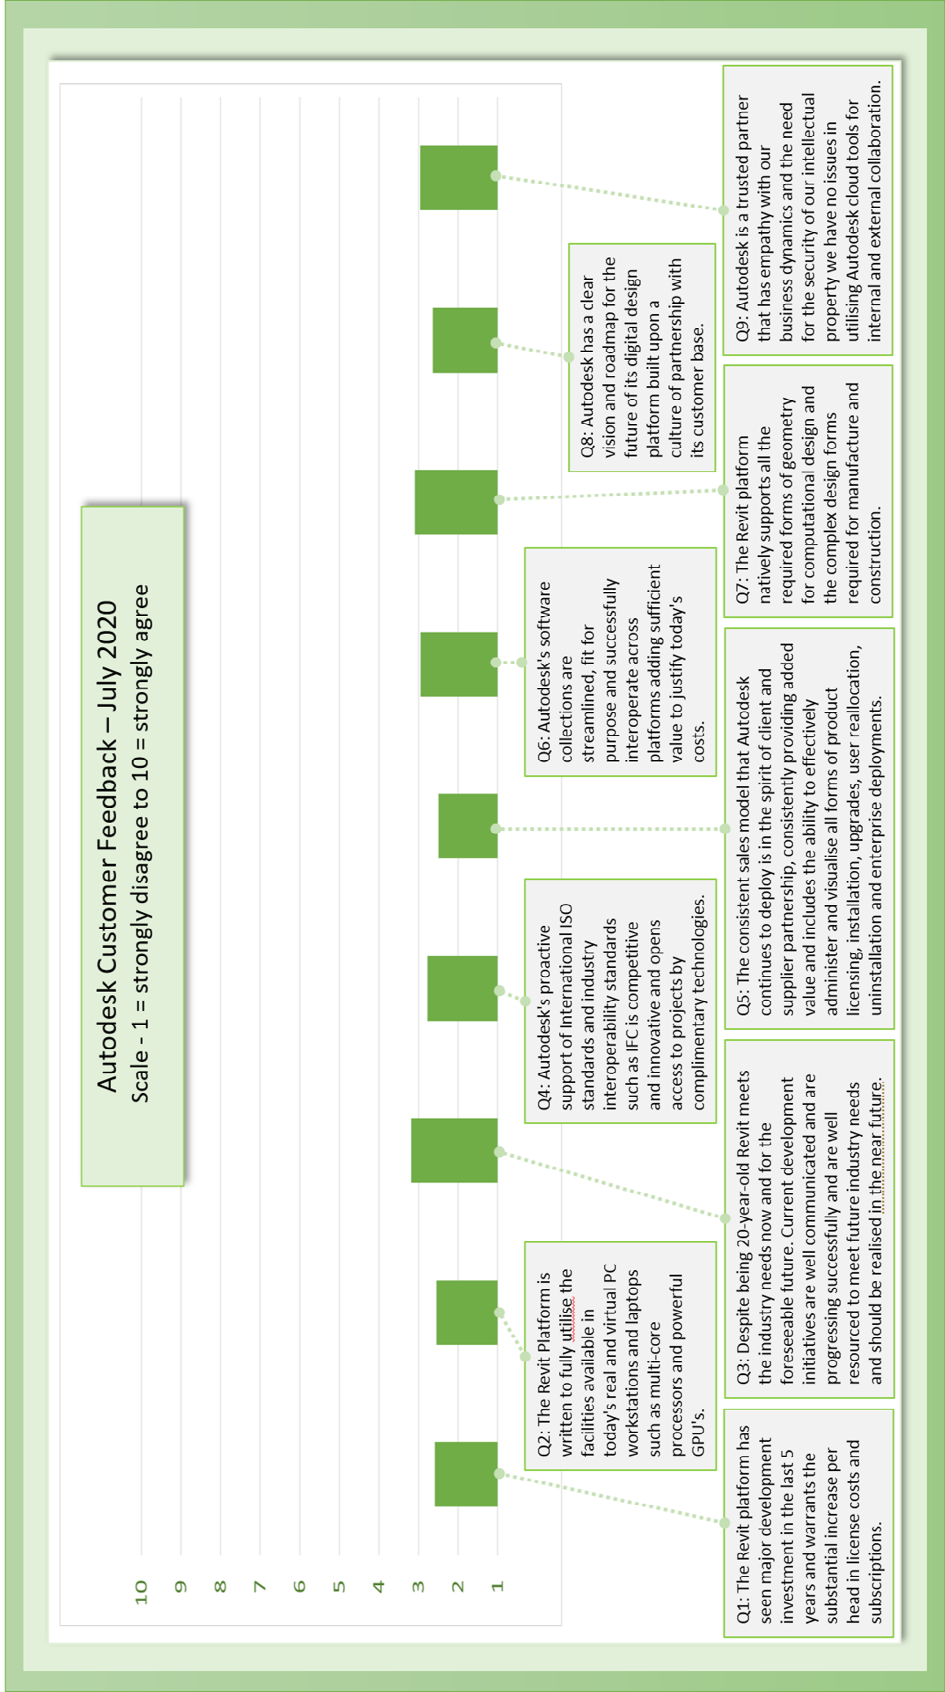 Autodesk Customer Feedback – July 2020
Scale - 1 = strongly disagree to 10 = strongly agree
10
9
8
7
6
5
4
3
2
1
Q1: The Revit platform has
seen major development
investment in the last 5
years and warrants the
substantial increase per
head in license costs and
subscriptions.
Q2: The Revit Platform is
written to fully utilise the
facilities available in
today's real and virtual PC
workstations and laptops
such as multi-core
processors and powerful
GPU's.
Q3: Despite being 20-year-old Revit meets
the industry needs now and for the
foreseeable future. Current development
initiatives are well communicated and are
progressing successfully and are well
resourced to meet future industry needs
and should be realised in the near future.
Q4: Autodesk's proactive
support of International ISO
standards and industry
interoperability standards
such as IFC is competitive
and innovative and opens
access to projects by
complimentary technologies.
Q5: The consistent sales model that Autodesk
continues to deploy is in the spirit of client and
supplier partnership, consistently providing added
value and includes the ability to effectively
administer and visualise all forms of product
licensing, installation, upgrades, user reallocation,
uninstallation and enterprise deployments.
Q6: Autodesk's software
collections are
streamlined, fit for
purpose and successfully
interoperate across
platforms adding sufficient
value to justify today's
costs.
Q7: The Revit platform
natively supports all the
required forms of geometry
for computational design and
the complex design forms
required for manufacture and
construction.
Q8: Autodesk has a clear
vision and roadmap for the
future of its digital design
platform built upon a
culture of partnership with
its customer base.
Q9: Autodesk is a trusted partner
that has empathy with our
business dynamics and the need
for the security of our intellectual
property we have no issues in
utilising Autodesk cloud tools for
internal and external collaboration.